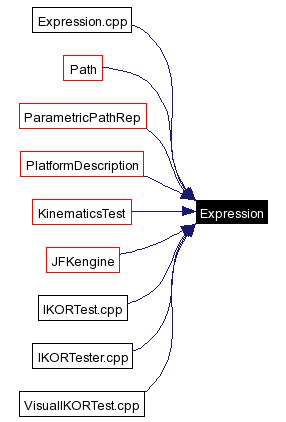 Expression.cpp
Path
ParametricPathRep
PlatformDescription
KinematicsTest
Expression
JFKengine
IKORTest.cpp
IKORTester.cpp
VisualIKORTest.cpp